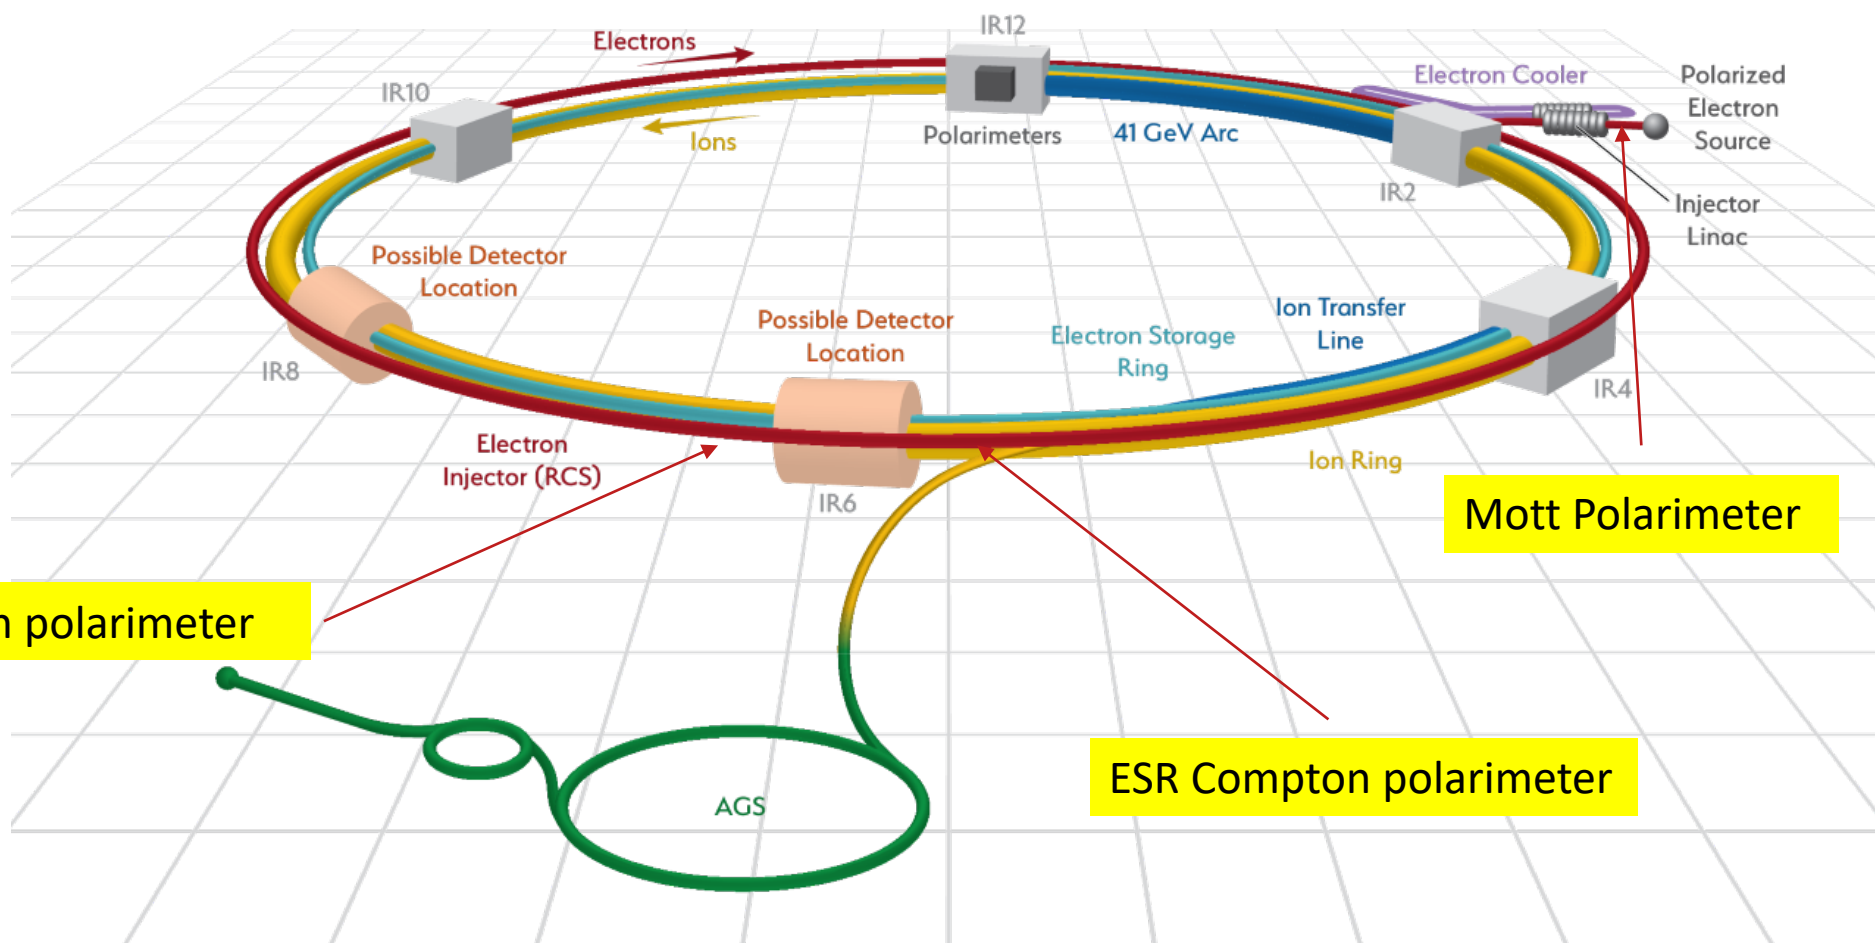 IR12
Electrons
IR10
Electron Cooler
Polarized
Electron
Source
Ions
Polarimeters
41 GeV Arc
IR2
Injector
Linac
Possible Detector
Location
Possible Detector
Location
Ion Transfer
Line
Electron Storage
Ring
IR8
IR4
Electron
Injector (RCS)
Ion Ring
IR6
Mott Polarimeter
polarimeter
ESR Compton polarimeter
AGS